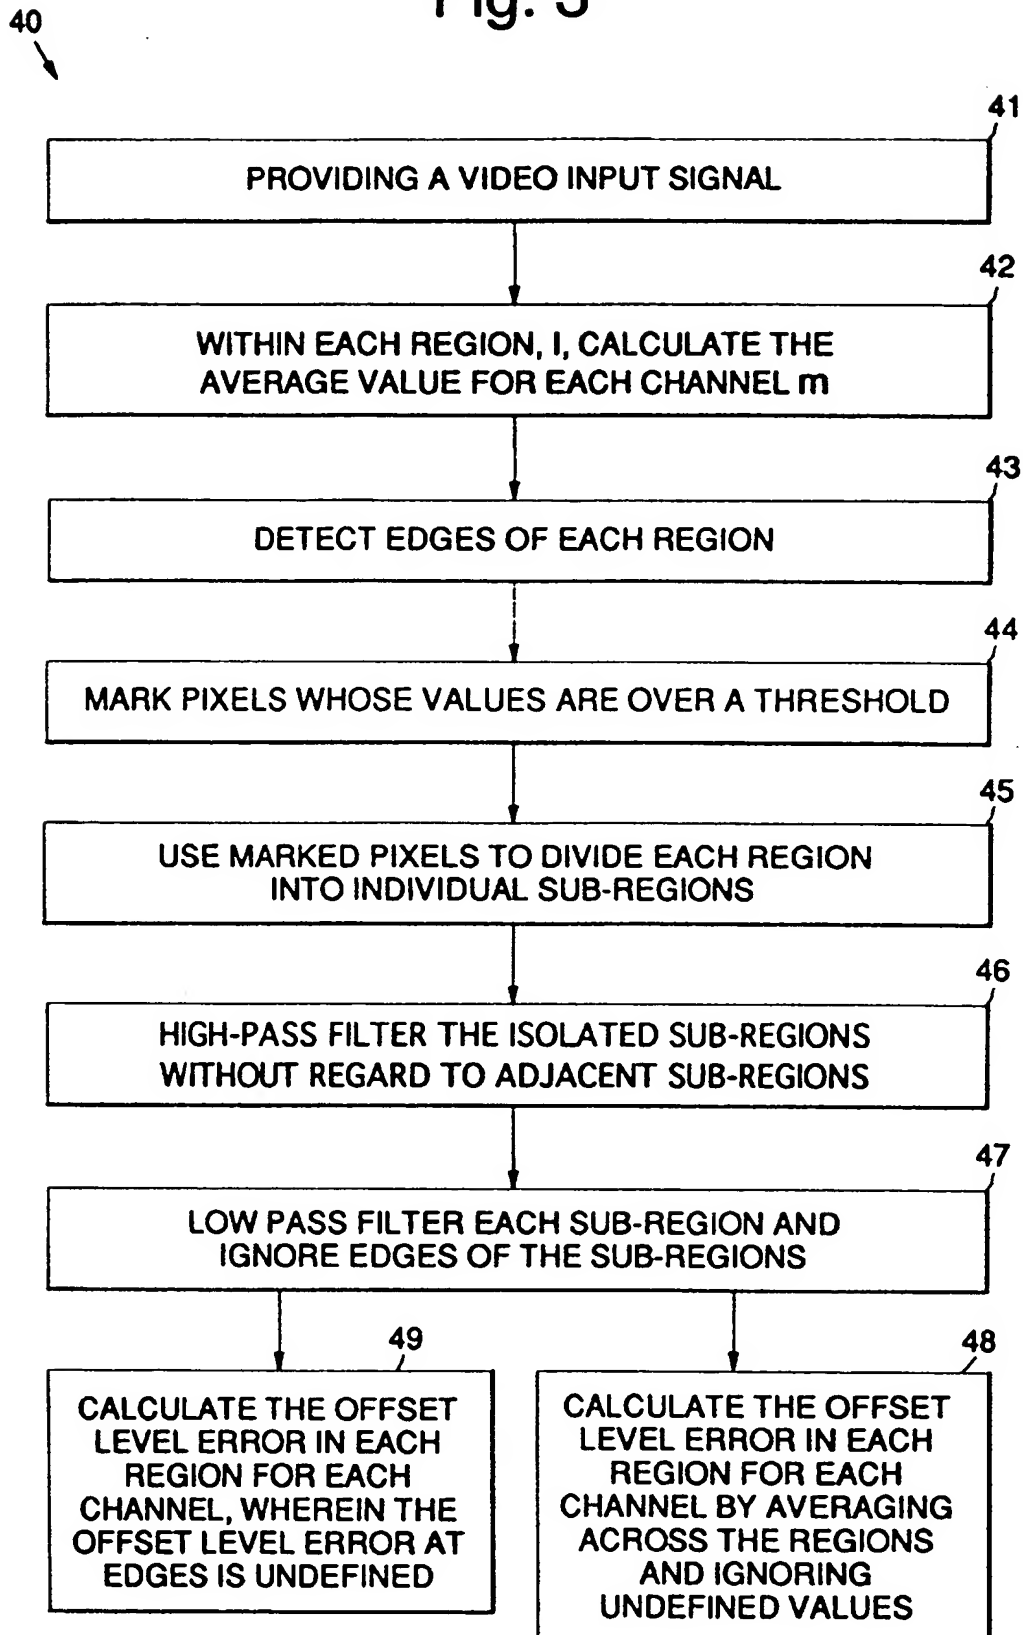 Fig. 3
40
41
PROVIDING A VIDEO INPUT SIGNAL
42
WITHIN EACH REGION, I, CALCULATE THE
AVERAGE VALUE FOR EACH CHANNEL m
43
DETECT EDGES OF EACH REGION
44
MARK PIXELS WHOSE VALUES ARE OVER A THRESHOLD
45
USE MARKED PIXELS TO DIVIDE EACH REGION
INTO INDIVIDUAL SUB-REGIONS
46
HIGH-PASS FILTER THE ISOLATED SUB-REGIONS
WITHOUT REGARD TO ADJACENT SUB-REGIONS
47
LOW PASS FILTER EACH SUB-REGION AND
IGNORE EDGES OF THE SUB-REGIONS
49
CALCULATE THE OFFSET
LEVEL ERROR IN EACH
REGION FOR EACH
CHANNEL, WHEREIN THE
OFFSET LEVEL ERROR AT
EDGES IS UNDEFINED
48
CALCULATE THE OFFSET
LEVEL ERROR IN EACH
REGION FOR EACH
CHANNEL BY AVERAGING
ACROSS THE REGIONS
AND IGNORING
UNDEFINED VALUES